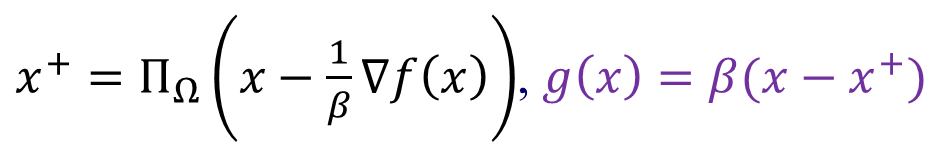 x⁺ = Π_Ω (x − 1/β ∇f(x)), g(x) = β(x − x⁺)